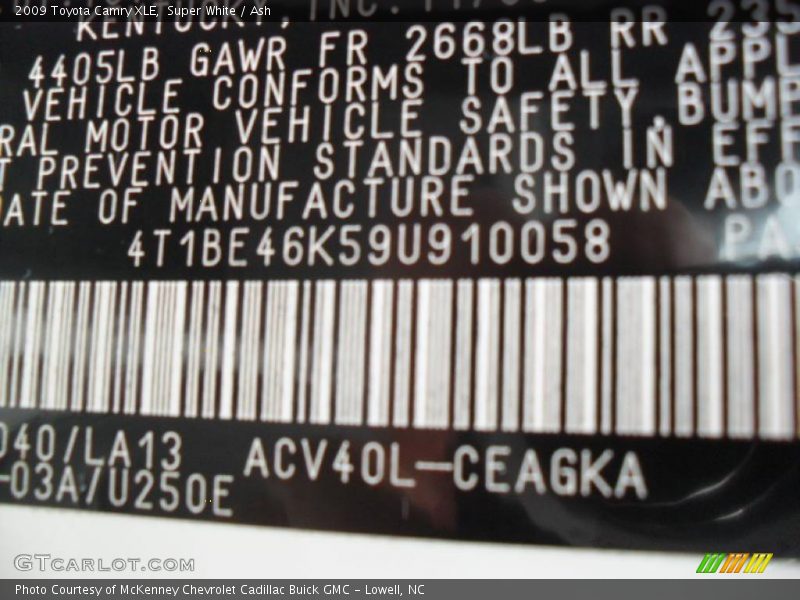 2009 Toyota Camry XLE, Super White / Ash
KENTUCKY, INC.
4405LB GAWR FR 2668LB RR 235
VEHICLE CONFORMS TO ALL APPL
RAL MOTOR VEHICLE SAFETY, BUMP
T PREVENTION STANDARDS IN EFF
ATE OF MANUFACTURE SHOWN ABO
4T1BE46K59U910058 PA
040/LA13 ACV40L-CEAGKA
-03A/U250E
GTCARLOT.COM
Photo Courtesy of McKenney Chevrolet Cadillac Buick GMC - Lowell, NC